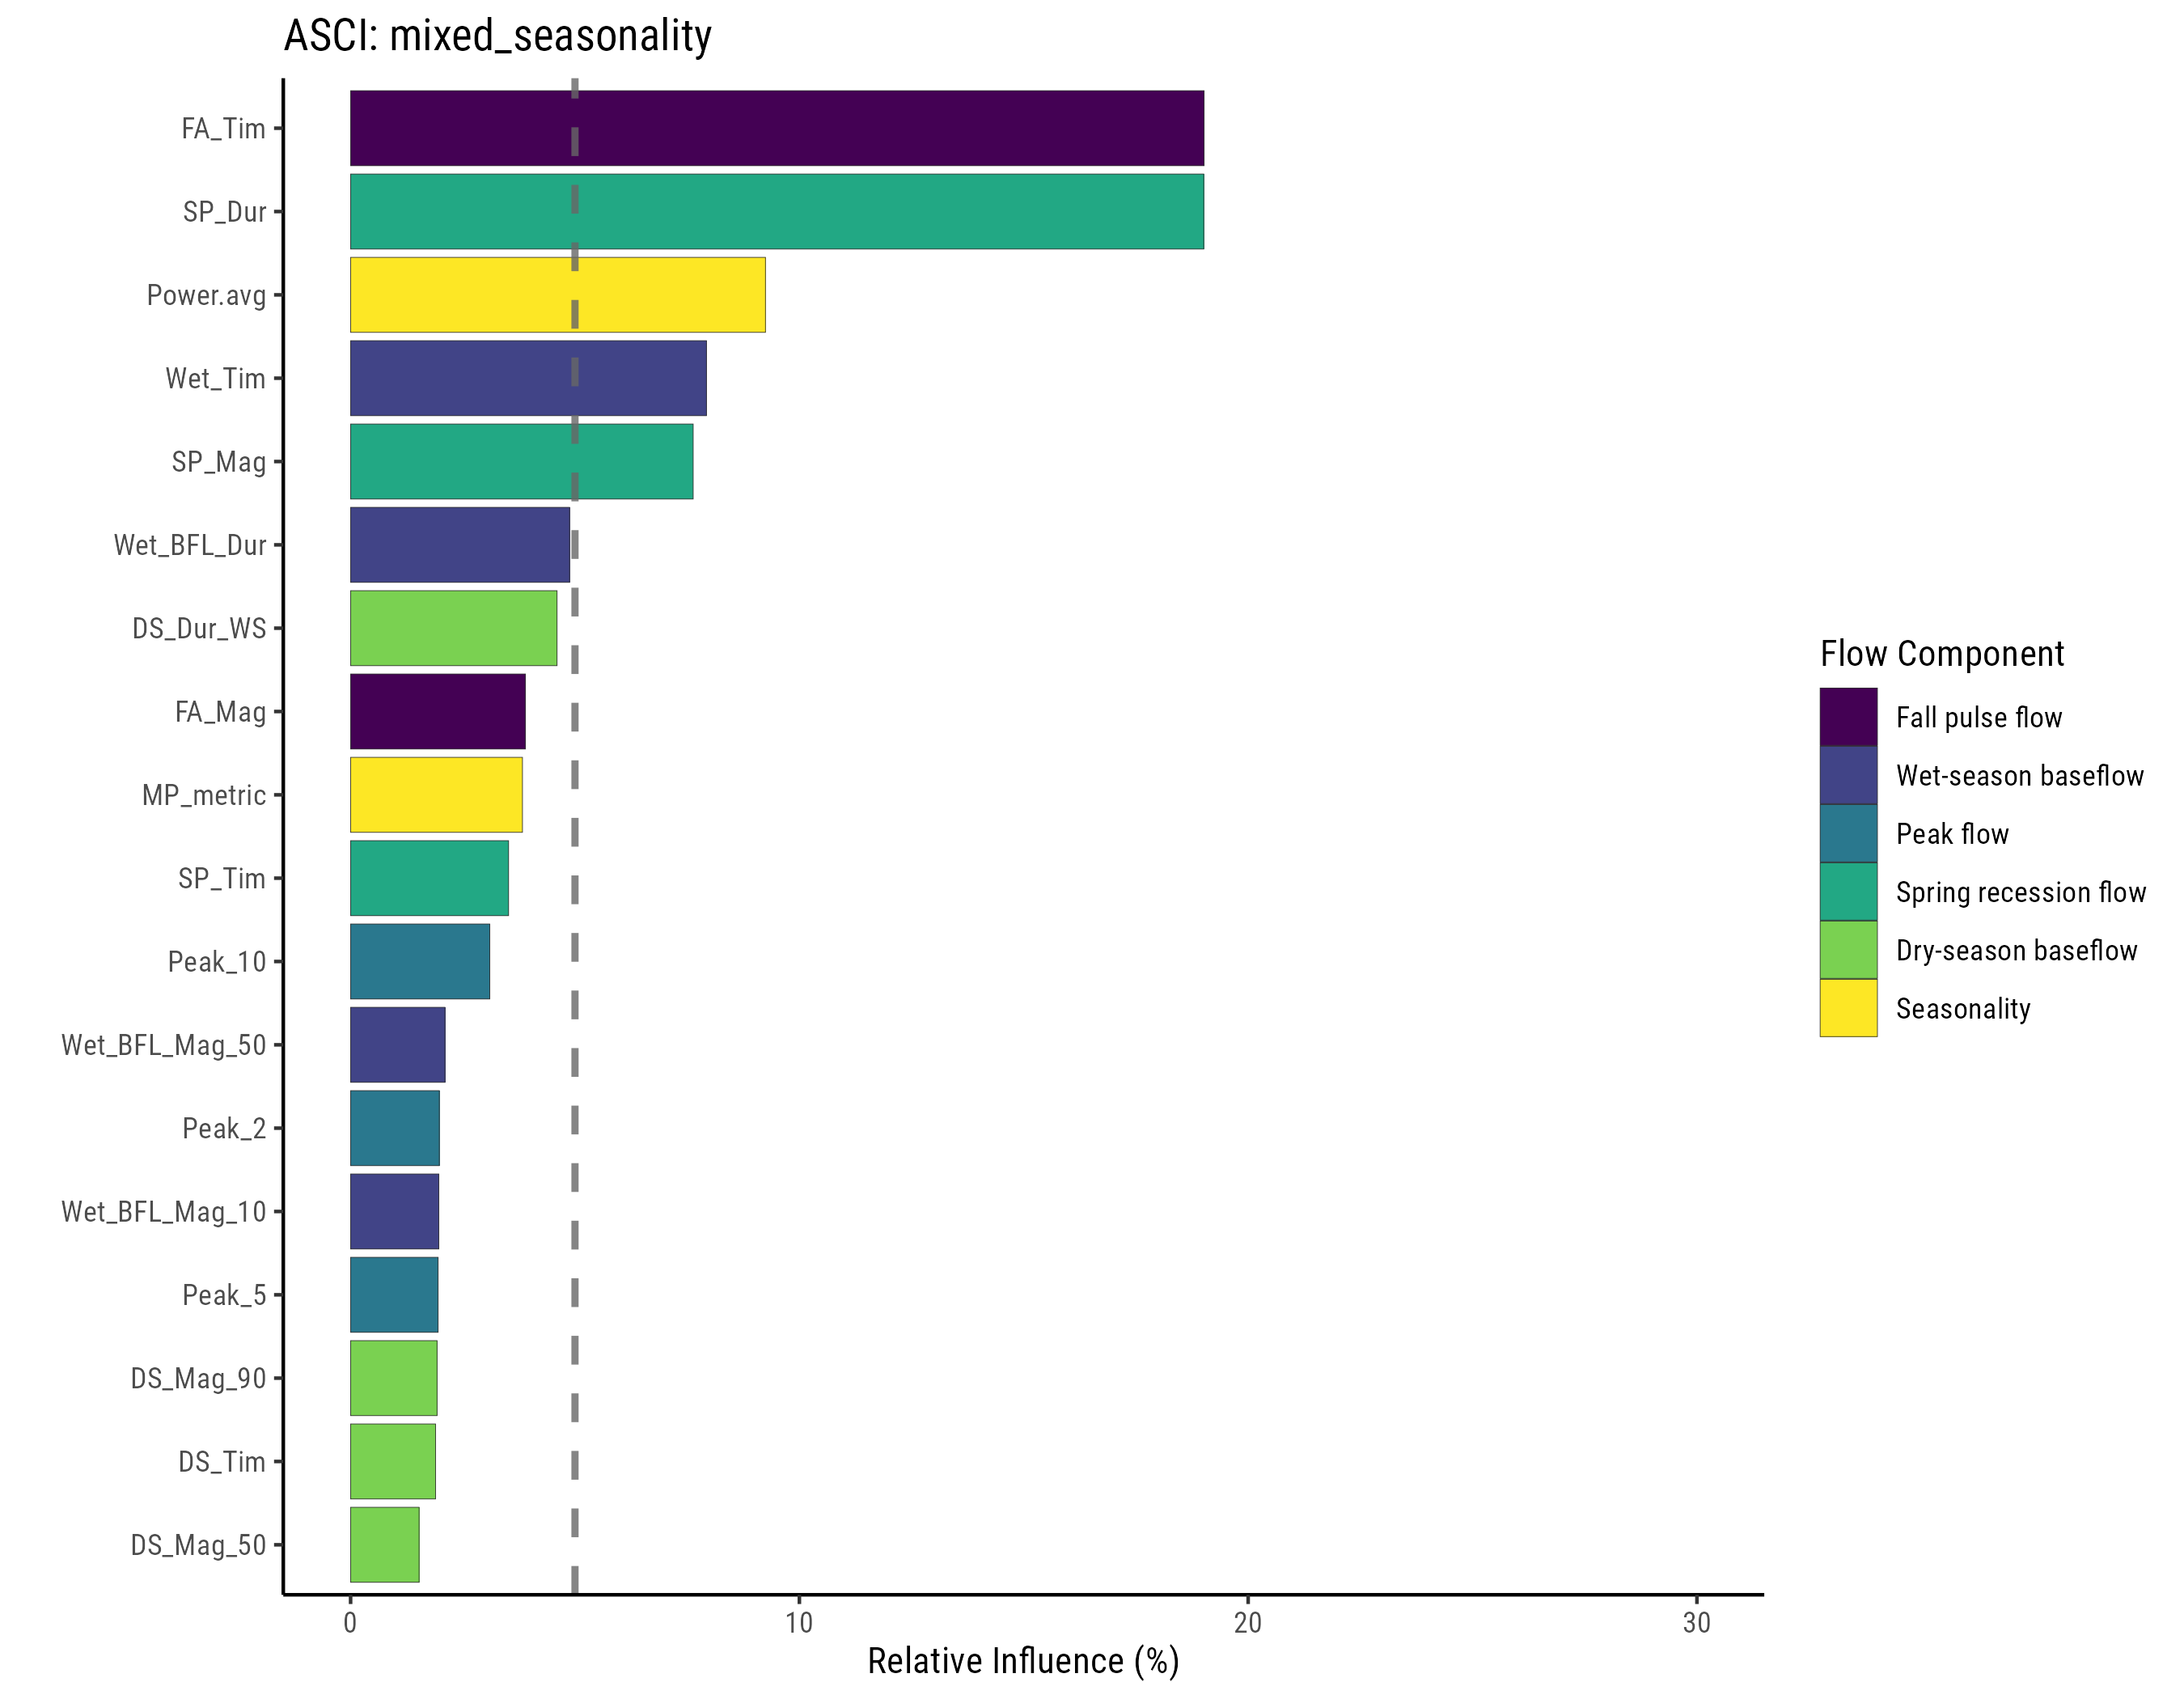 ASCI: mixed_seasonality
FA_Tim
SP_Dur
Power.avg
Wet_Tim
SP_Mag
Wet_BFL_Dur
DS_Dur_WS
FA_Mag
MP_metric
SP_Tim
Peak_10
Wet_BFL_Mag_50
Peak_2
Wet_BFL_Mag_10
Peak_5
DS_Mag_90
DS_Tim
DS_Mag_50
0 10 20 30
Relative Influence (%)
Flow Component
Fall pulse flow
Wet-season baseflow
Peak flow
Spring recession flow
Dry-season baseflow
Seasonality